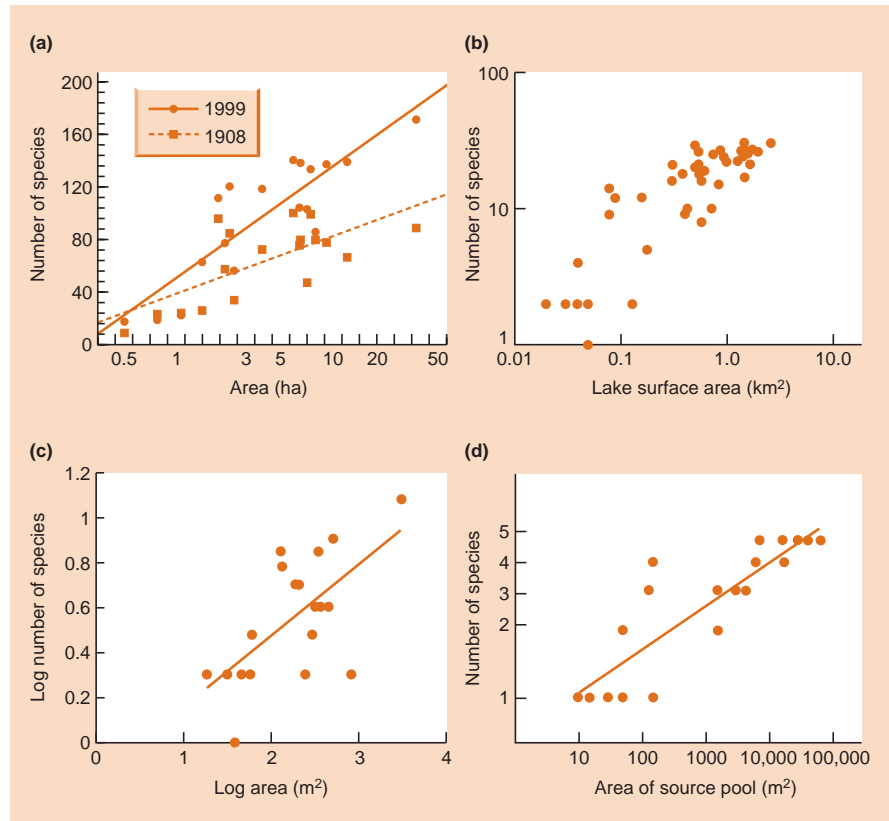 (a)
200
160
120
80
40
0
Number of species
1999
1908
0.5 1 3 5 10 20 50
Area (ha)
(b)
100
10
1
Number of species
0.01 0.1 1.0 10.0
Lake surface area (km²)
(c)
1.2
1
0.8
0.6
0.4
0.2
0
Log number of species
0 1 2 3 4
Log area (m²)
(d)
5
4
3
2
1
Number of species
10 100 1000 10,000 100,000
Area of source pool (m²)